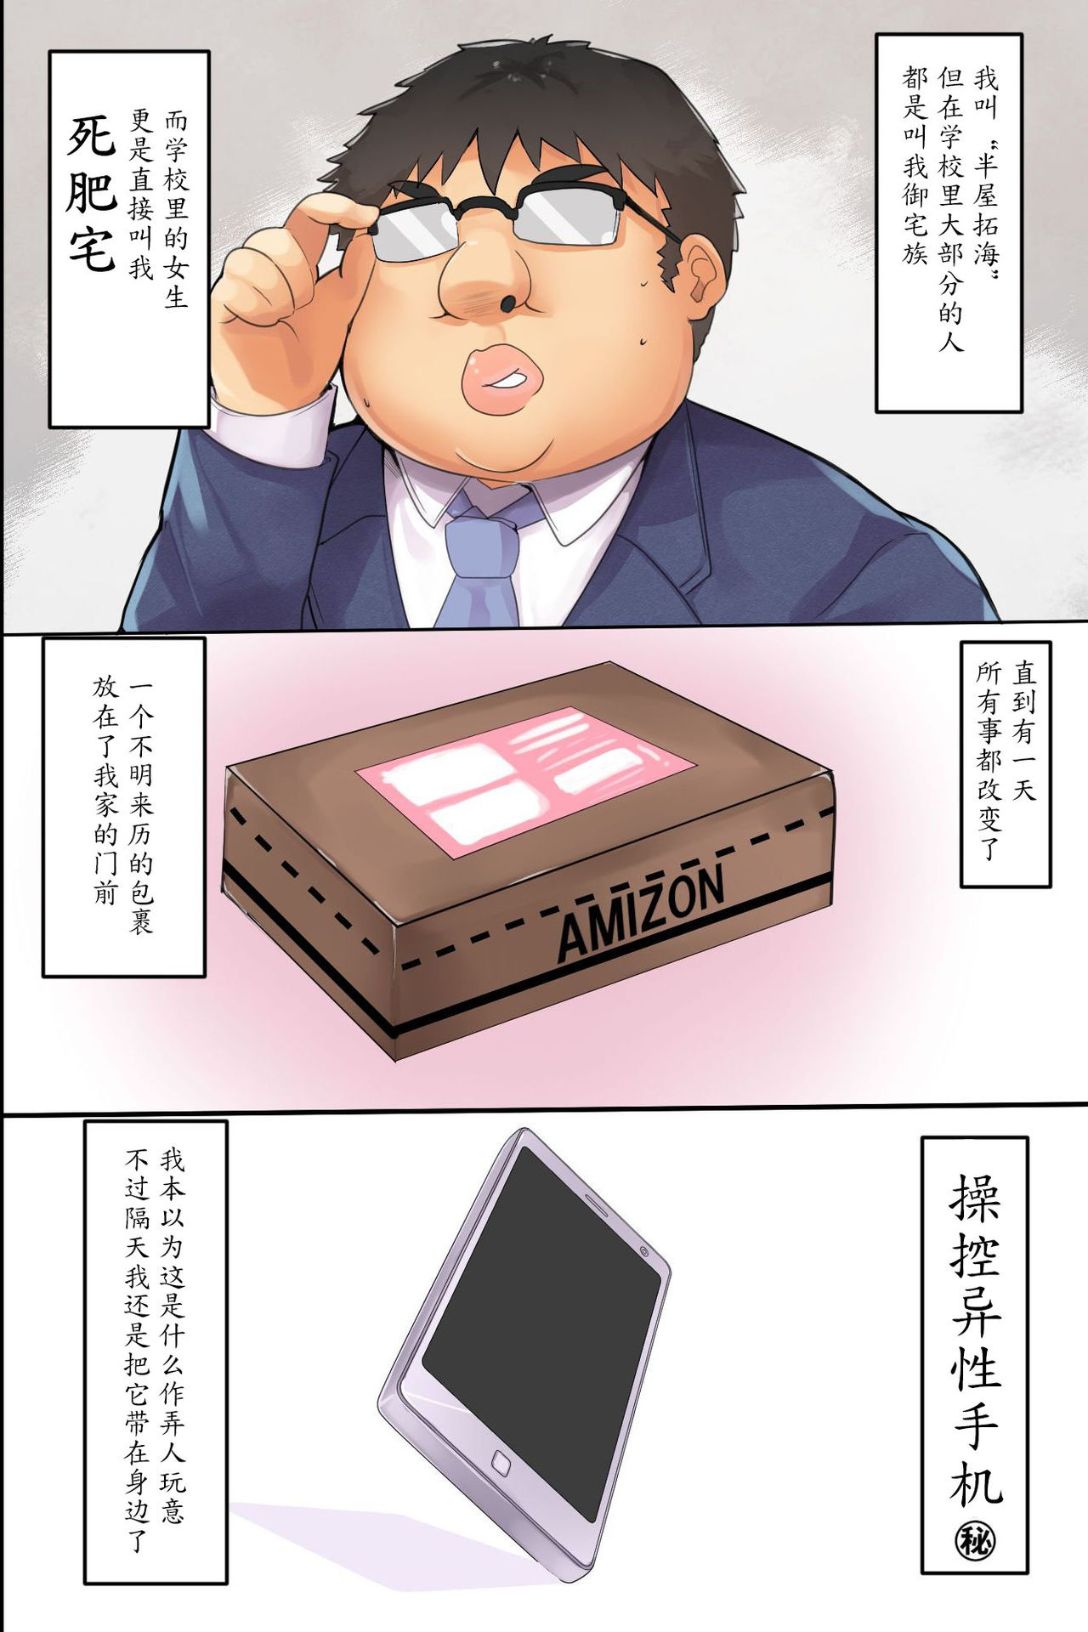 我叫“半屋拓海”
但在学校里大部分的人
都是叫我御宅族
而学校里的女生
更是直接叫我
死肥宅
直到有一天
所有事都改变了
一个不明来历的包裹
放在了我家的门前
AMIZON
操控异性手机㊙
我本以为这是什么作弄人玩意
不过隔天我还是把它带在身边了